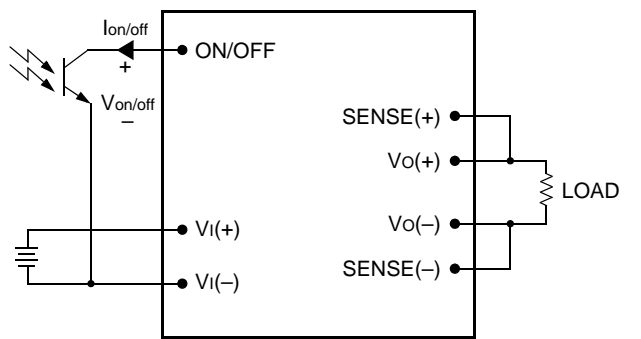 Ion/off
+
ON/OFF
Von/off
–
SENSE(+)
VO(+)
LOAD
VO(–)
SENSE(–)
VI(+)
VI(–)